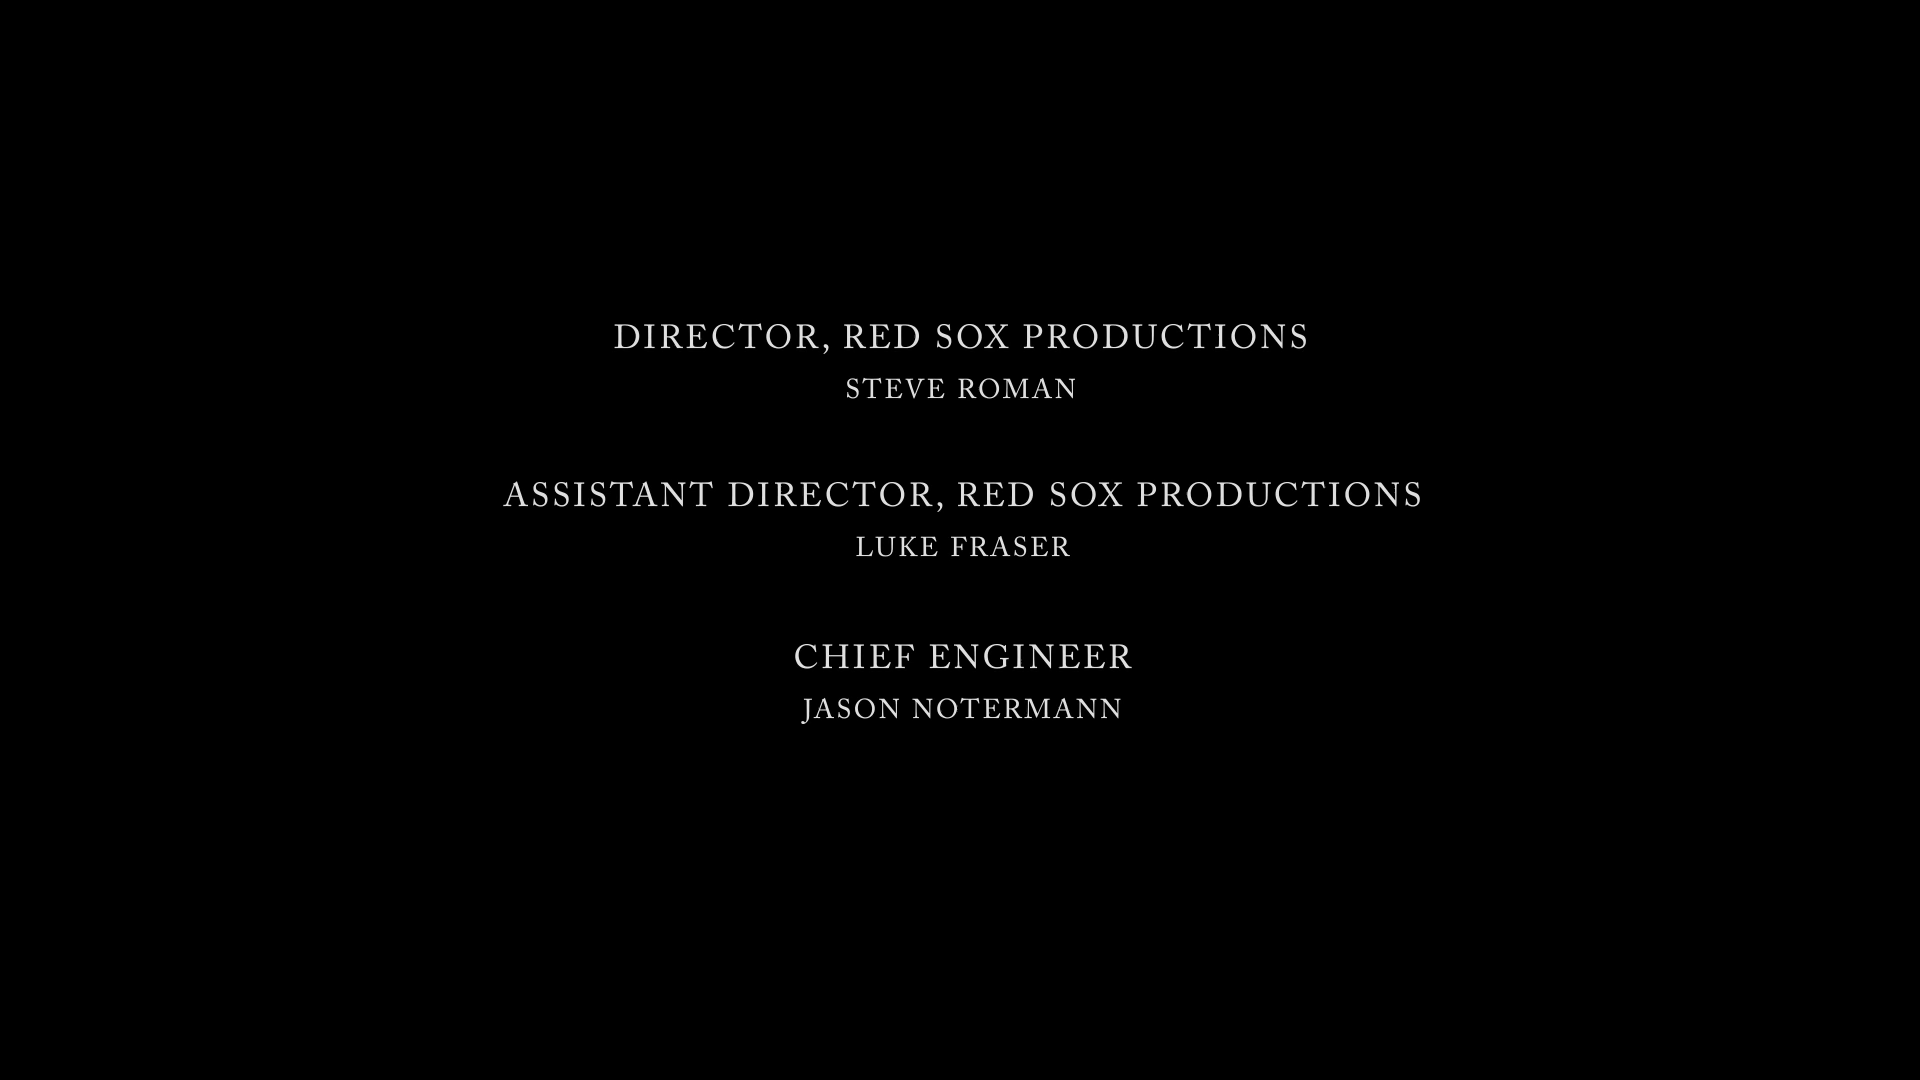 DIRECTOR, RED SOX PRODUCTIONS
STEVE ROMAN
ASSISTANT DIRECTOR, RED SOX PRODUCTIONS
LUKE FRASER
CHIEF ENGINEER
JASON NOTERMANN